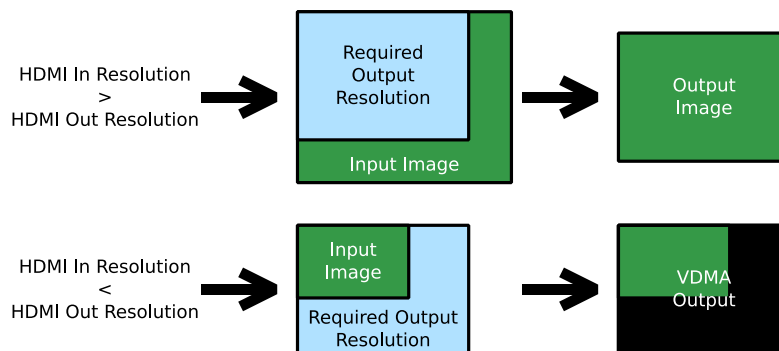 HDMI In Resolution
>
HDMI Out Resolution
Required
Output
Resolution
Input Image
Output
Image
HDMI In Resolution
<
HDMI Out Resolution
Input
Image
Required Output
Resolution
VDMA
Output